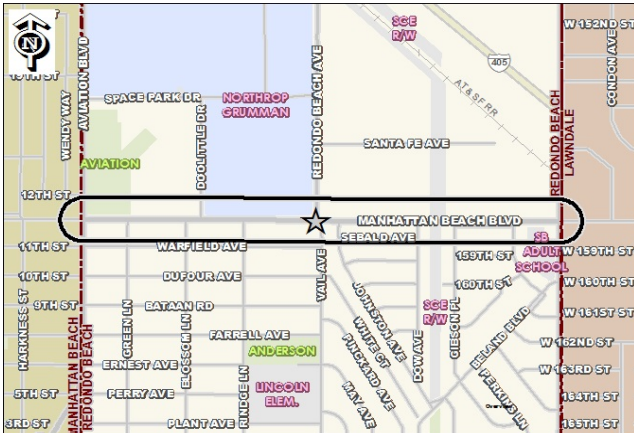 N
15TH ST
WENDY WAY
AVIATION BLVD
SPACE PARK DR
DOOLITTLE DR
NORTHROP
GRUMMAN
REDONDO BEACH AVE
SCE
R/W
405
AT&SF RR
W 152ND ST
CONDON AVE
SANTA FE AVE
REDONDO BEACH
LAWNDALE
AVIATION
12TH ST
MANHATTAN BEACH BLVD
11TH ST
WARFIELD AVE
VAIL AVE
SEBALD AVE
159TH ST
SB
ADULT
SCHOOL
W 159TH ST
10TH ST
DUFOUR AVE
160TH ST
W 160TH ST
HARKNESS ST
9TH ST
BATAAN RD
GREEN LN
BLOSSOM LN
JOHNSTON AVE
SCE
R/W
GIBSON PL
W 161ST ST
MANHATTAN BEACH
REDONDO BEACH
FARRELL AVE
ANDERSON
WHITE CT
DOW AVE
BELAND BLVD
W 162ND ST
ERNEST AVE
RINDGE LN
PINCKARD AVE
W 163RD ST
5TH ST
PERRY AVE
LINCOLN
ELEM.
MAY AVE
PERKINS LN
164TH ST
3RD ST
PLANT AVE
165TH ST